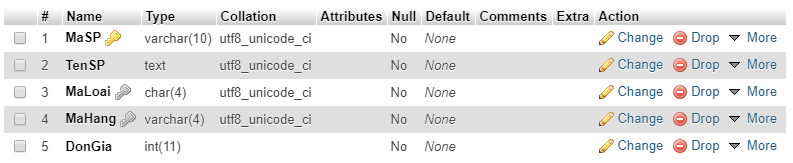 # Name Type Collation Attributes Null Default Comments Extra Action
1 MaSP varchar(10) utf8_unicode_ci No None Change Drop More
2 TenSP text utf8_unicode_ci No None Change Drop More
3 MaLoai char(4) utf8_unicode_ci No None Change Drop More
4 MaHang varchar(4) utf8_unicode_ci No None Change Drop More
5 DonGia int(11) No None Change Drop More